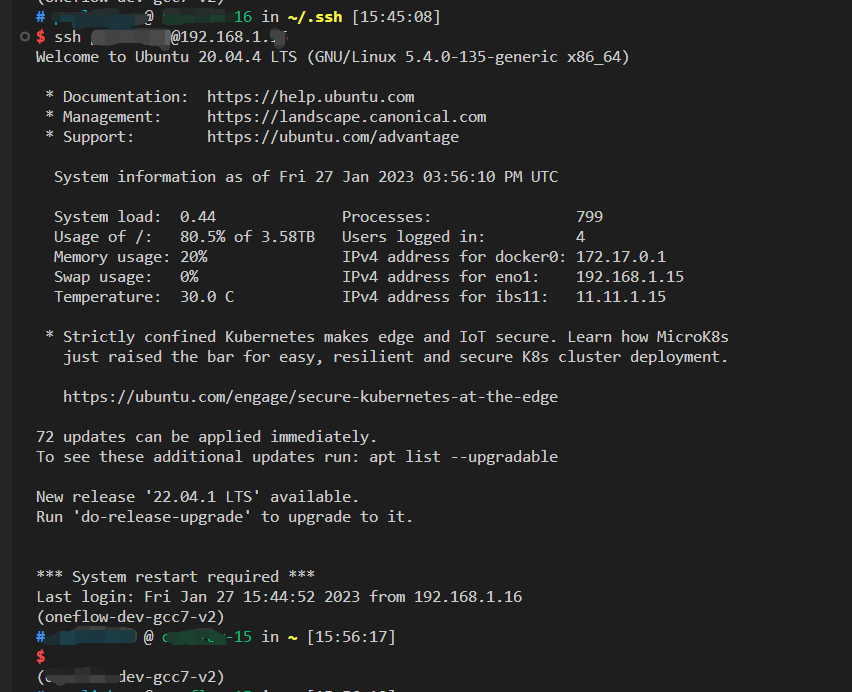 (oneflow-dev-gcc7-v2)
# @ 16 in ~/.ssh [15:45:08]
$ ssh @192.168.1.
Welcome to Ubuntu 20.04.4 LTS (GNU/Linux 5.4.0-135-generic x86_64)
* Documentation: https://help.ubuntu.com
* Management: https://landscape.canonical.com
* Support: https://ubuntu.com/advantage
System information as of Fri 27 Jan 2023 03:56:10 PM UTC
System load: 0.44 Processes: 799
Usage of /: 80.5% of 3.58TB Users logged in: 4
Memory usage: 20% IPv4 address for docker0: 172.17.0.1
Swap usage: 0% IPv4 address for eno1: 192.168.1.15
Temperature: 30.0 C IPv4 address for ibs11: 11.11.1.15
* Strictly confined Kubernetes makes edge and IoT secure. Learn how MicroK8s
just raised the bar for easy, resilient and secure K8s cluster deployment.
https://ubuntu.com/engage/secure-kubernetes-at-the-edge
72 updates can be applied immediately.
To see these additional updates run: apt list --upgradable
New release '22.04.1 LTS' available.
Run 'do-release-upgrade' to upgrade to it.
*** System restart required ***
Last login: Fri Jan 27 15:44:52 2023 from 192.168.1.16
(oneflow-dev-gcc7-v2)
# @ -15 in ~ [15:56:17]
$
( dev-gcc7-v2)